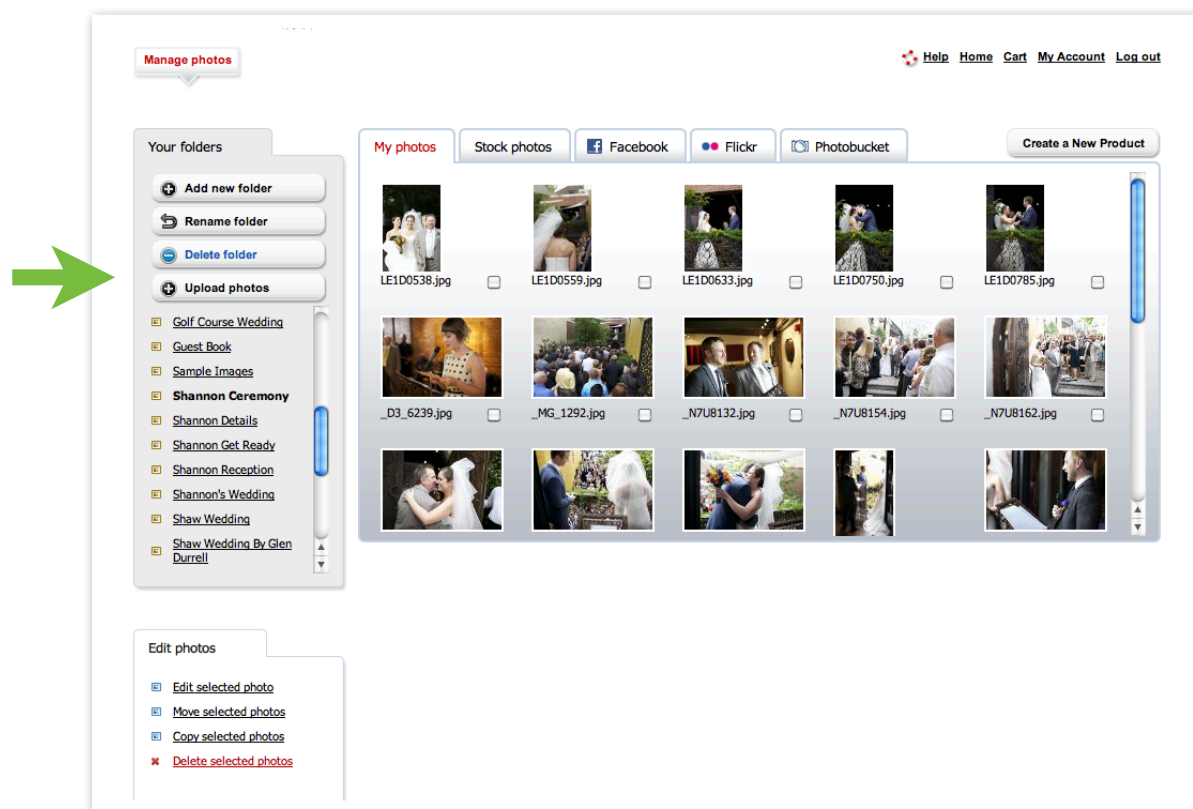 Manage photos
Help Home Cart My Account Log out
Your folders
Add new folder
Rename folder
Delete folder
Upload photos
Golf Course Wedding
Guest Book
Sample Images
Shannon Ceremony
Shannon Details
Shannon Get Ready
Shannon Reception
Shannon's Wedding
Shaw Wedding
Shaw Wedding By Glen
Durrell
My photos Stock photos Facebook Flickr Photobucket Create a New Product
LE1D0538.jpg LE1D0559.jpg LE1D0633.jpg LE1D0750.jpg LE1D0785.jpg
_D3_6239.jpg _MG_1292.jpg _N7U8132.jpg _N7U8154.jpg _N7U8162.jpg
Edit photos
Edit selected photo
Move selected photos
Copy selected photos
Delete selected photos